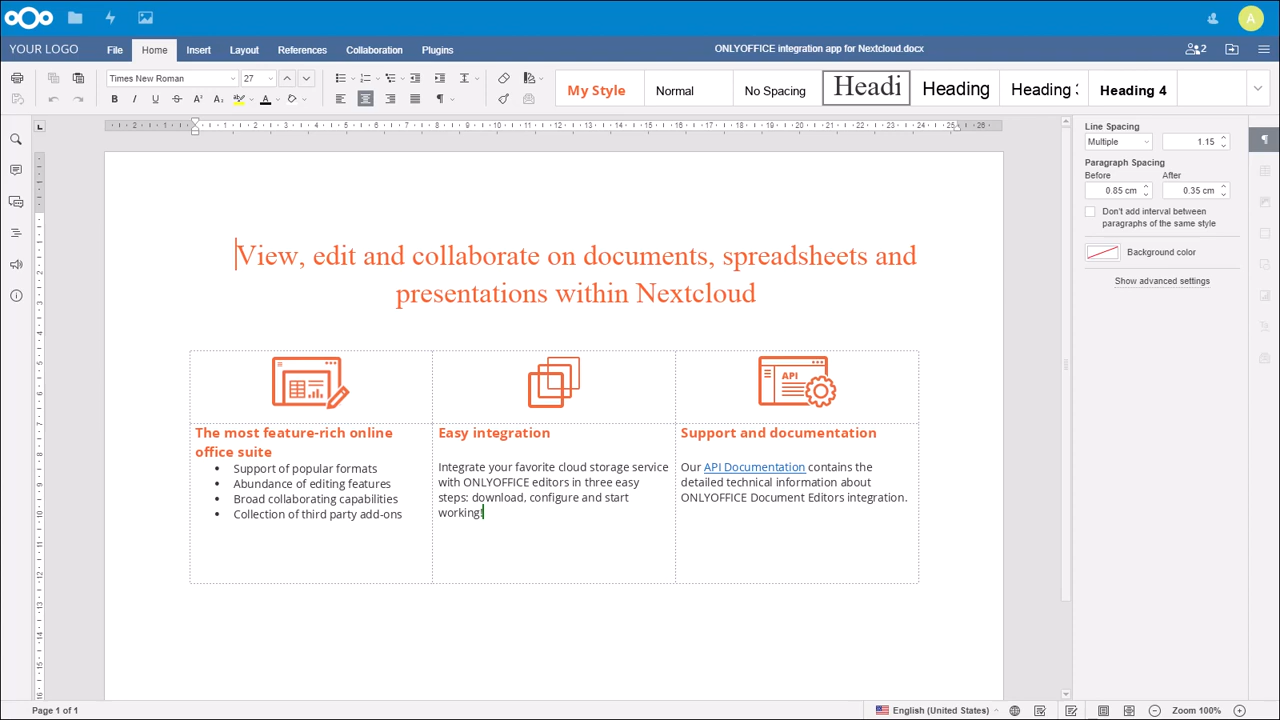 A
YOUR LOGO File Home Insert Layout References Collaboration Plugins ONLYOFFICE integration app for Nextcloud.docx 2
Times New Roman 27
My Style Normal No Spacing Headi Heading Heading Heading 4
Line Spacing
Multiple 1.15
Paragraph Spacing
Before After
0.85 cm 0.35 cm
Don't add interval between
paragraphs of the same style
Background color
Show advanced settings
View, edit and collaborate on documents, spreadsheets and
presentations within Nextcloud
API
The most feature-rich online
office suite
• Support of popular formats
• Abundance of editing features
• Broad collaborating capabilities
• Collection of third party add-ons
Easy integration
Integrate your favorite cloud storage service
with ONLYOFFICE editors in three easy
steps: download, configure and start
working!
Support and documentation
Our API Documentation contains the
detailed technical information about
ONLYOFFICE Document Editors integration.
Page 1 of 1 English (United States) Zoom 100%